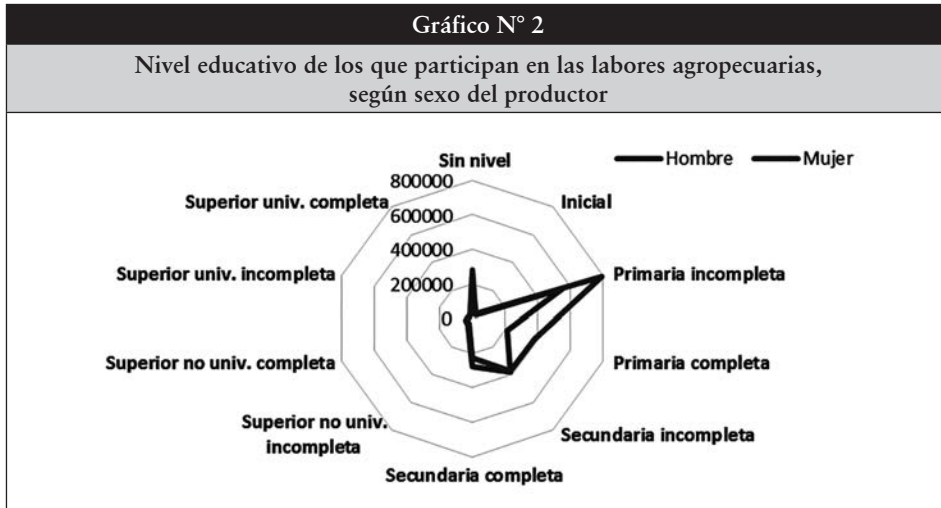 Gráfico N° 2
Nivel educativo de los que participan en las labores agropecuarias,
según sexo del productor
Hombre Mujer
Sin nivel
800000
600000
400000
200000
0
Inicial
Primaria incompleta
Primaria completa
Secundaria incompleta
Secundaria completa
Superior no univ.
incompleta
Superior no univ. completa
Superior univ. incompleta
Superior univ. completa